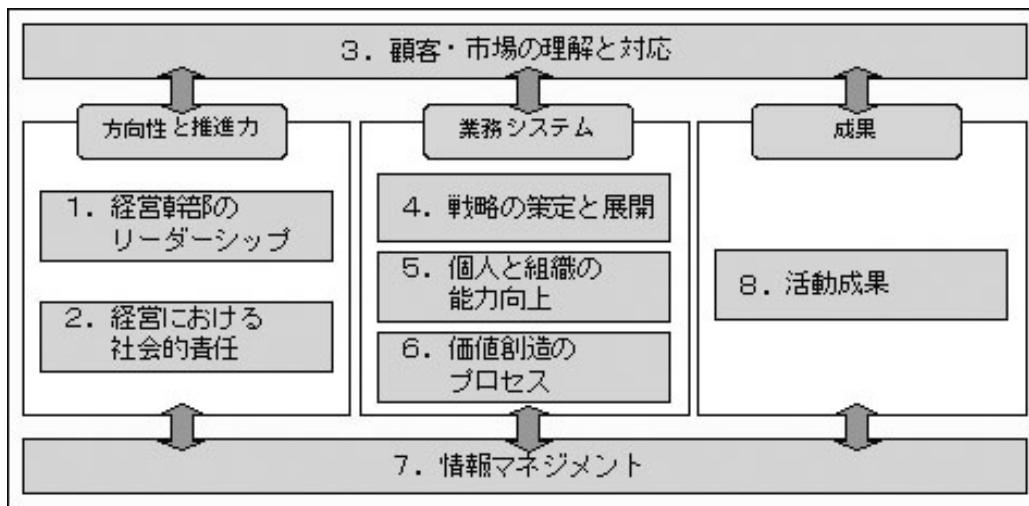 3．顧客・市場の理解と対応
方向性と推進力
業務システム
成果
1．経営幹部の
リーダーシップ
2．経営における
社会的責任
4．戦略の策定と展開
5．個人と組織の
能力向上
6．価値創造の
プロセス
8．活動成果
7．情報マネジメント